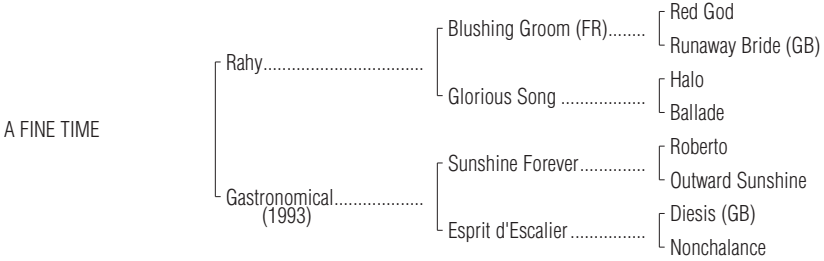 Red God
Blushing Groom (FR)........
Runaway Bride (GB)
Rahy.................................
Halo
Glorious Song ..................
Ballade
A FINE TIME
Roberto
Sunshine Forever..............
Outward Sunshine
Gastronomical....................
(1993)
Diesis (GB)
Esprit d'Escalier ................
Nonchalance